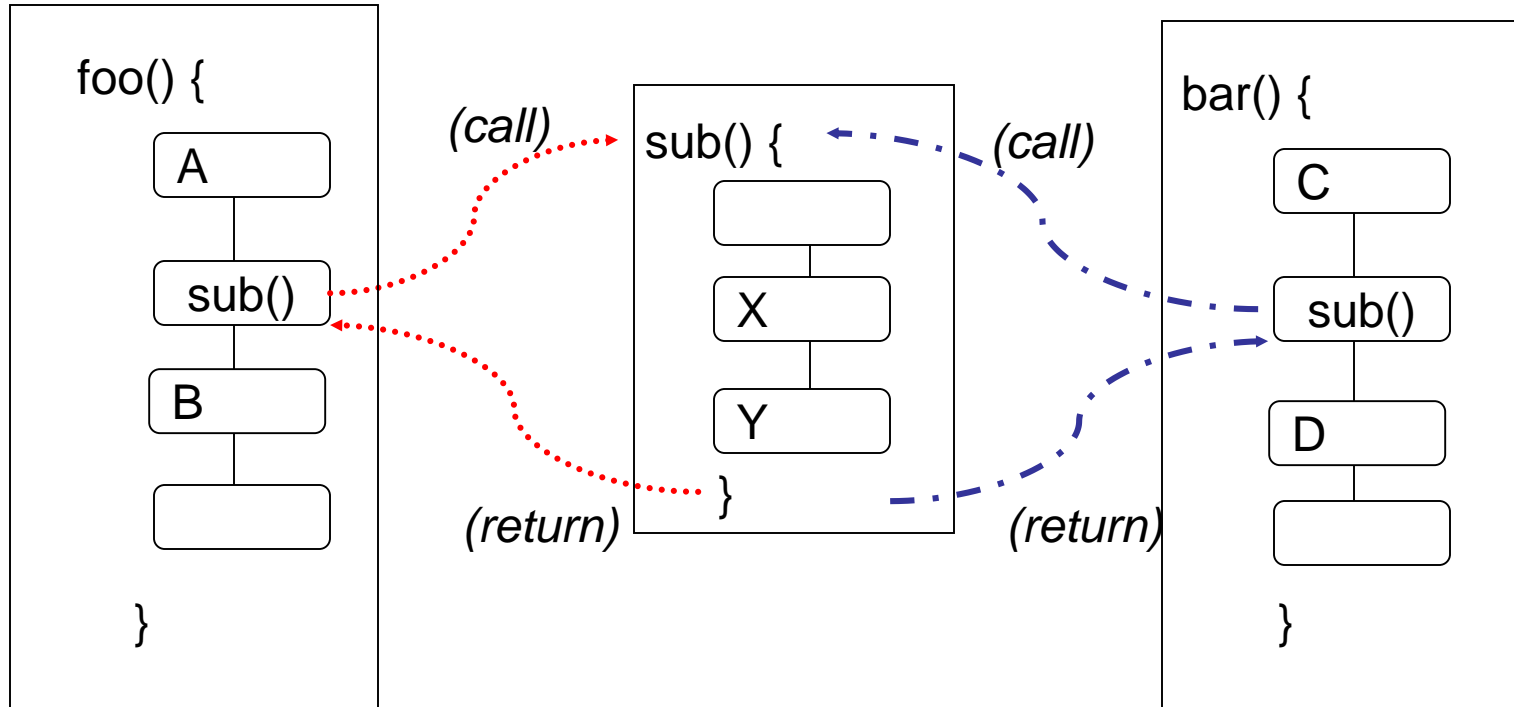 foo() {
A
sub()
B
}
(call)
(return)
sub() {
X
Y
}
(call)
(return)
bar() {
C
sub()
D
}